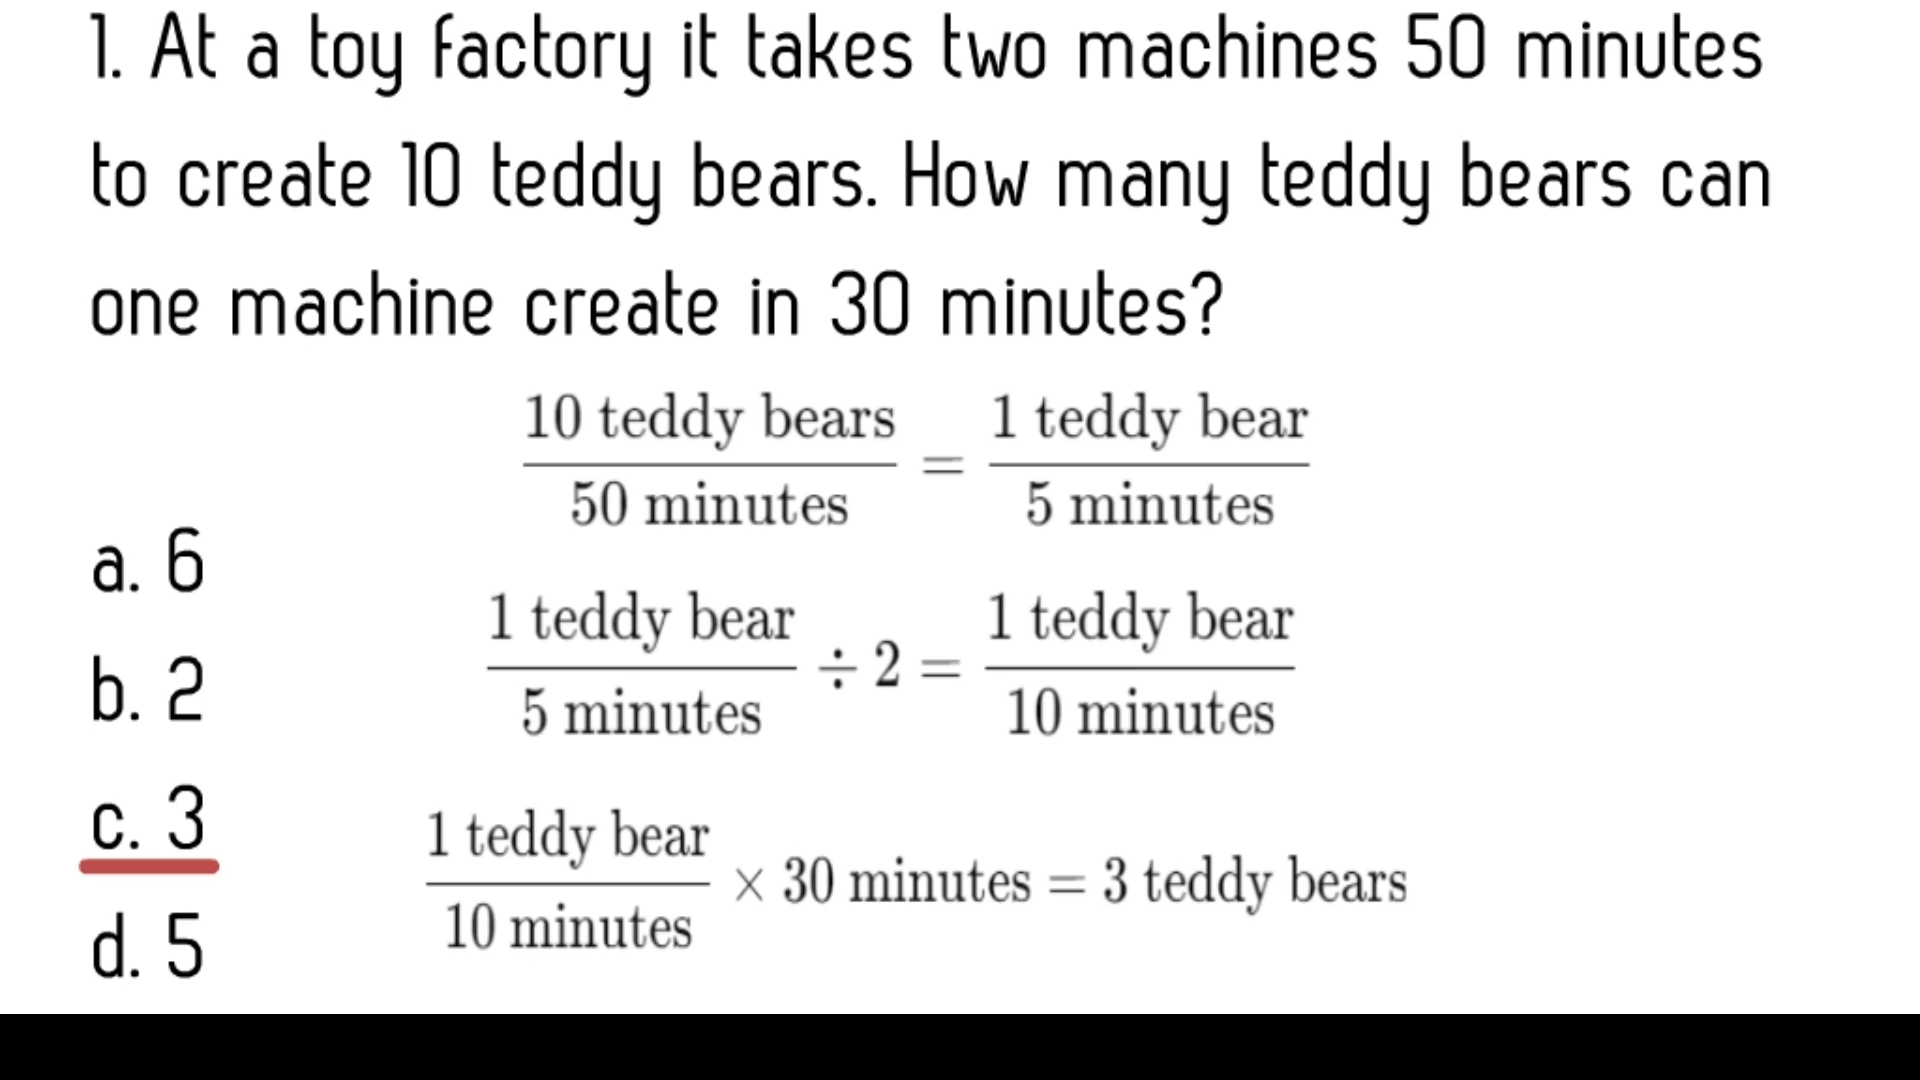 1. At a toy factory it takes two machines 50 minutes
to create 10 teddy bears. How many teddy bears can
one machine create in 30 minutes?
10 teddy bears / 50 minutes = 1 teddy bear / 5 minutes
a. 6
1 teddy bear / 5 minutes ÷ 2 = 1 teddy bear / 10 minutes
b. 2
c. 3
1 teddy bear / 10 minutes × 30 minutes = 3 teddy bears
d. 5